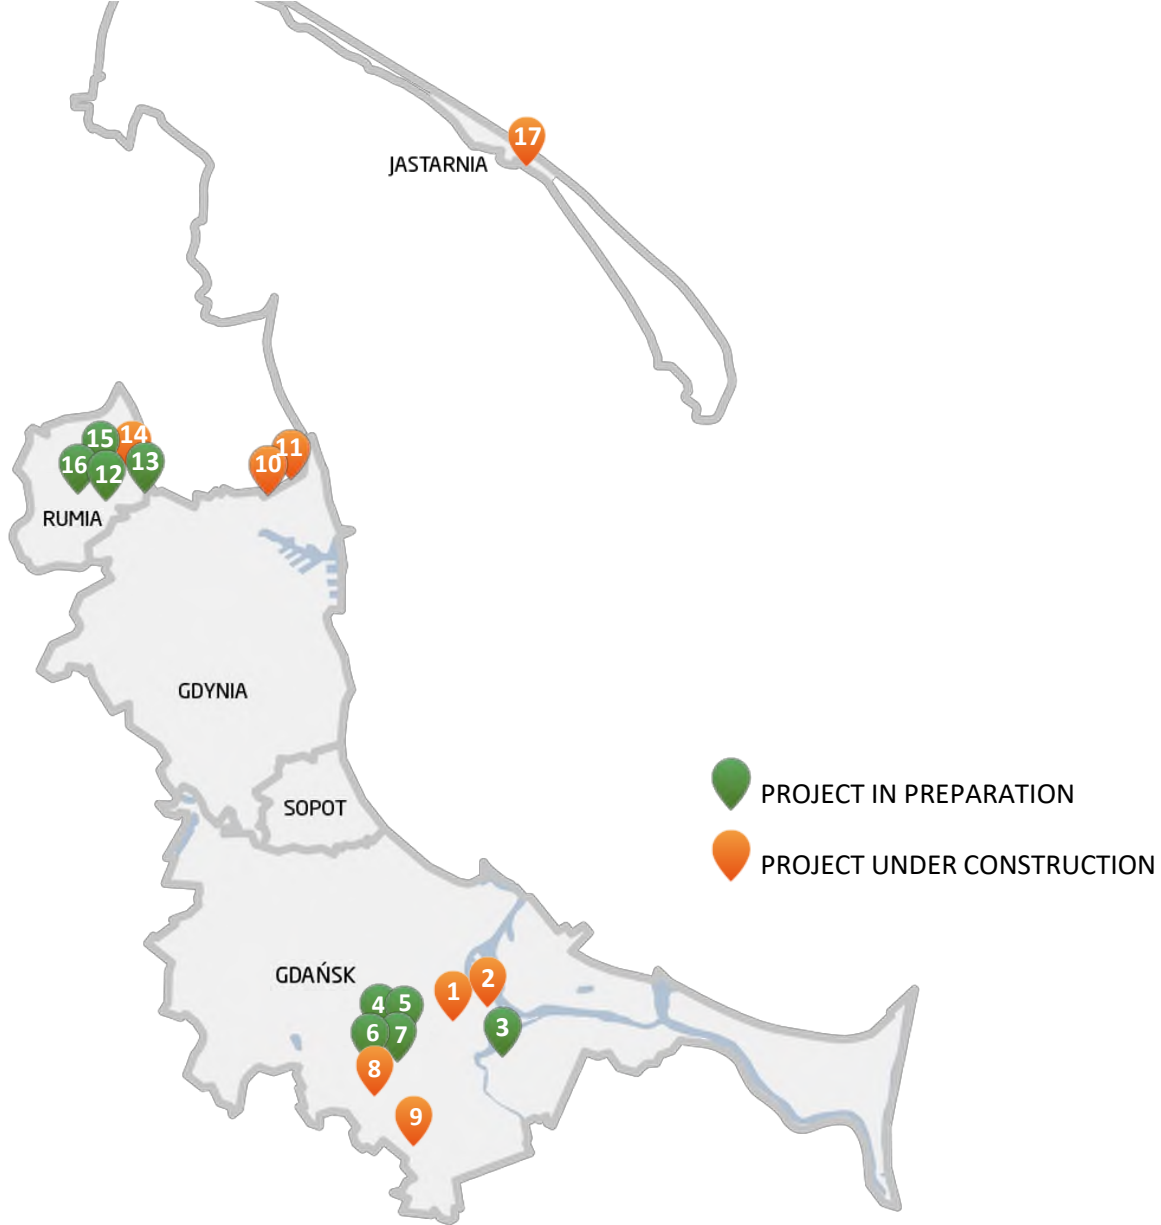 17
JASTARNIA
15
14
11
16
12
13
10
RUMIA
GDYNIA
PROJECT IN PREPARATION
SOPOT
PROJECT UNDER CONSTRUCTION
GDAŃSK
1
2
4
5
3
6
7
8
9